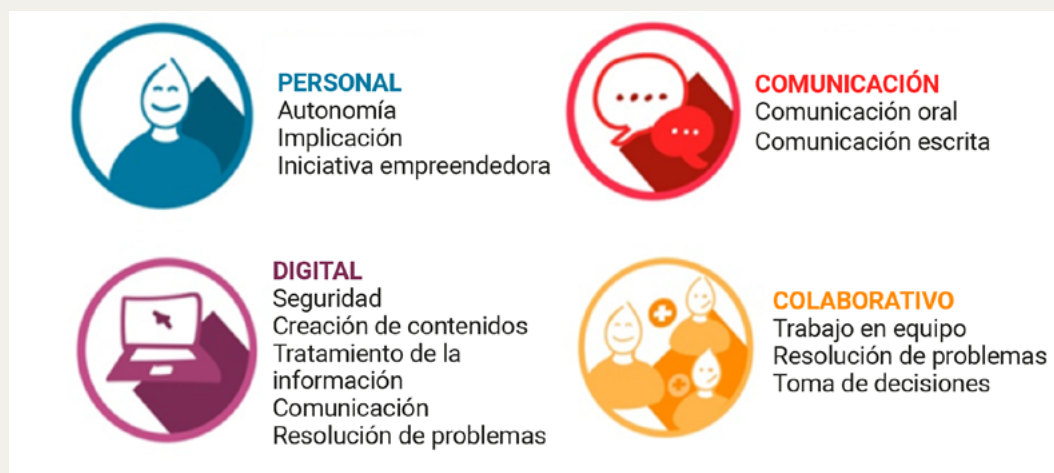 PERSONAL
Autonomía
Implicación
Iniciativa empreendedora
COMUNICACIÓN
Comunicación oral
Comunicación escrita
DIGITAL
Seguridad
Creación de contenidos
Tratamiento de la
información
Comunicación
Resolución de problemas
COLABORATIVO
Trabajo en equipo
Resolución de problemas
Toma de decisiones